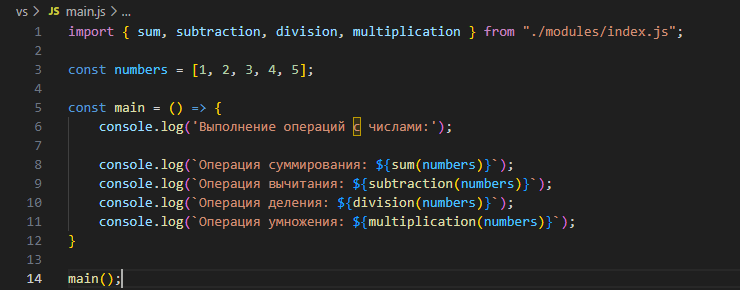 vs > JS main.js > ...
1 import { sum, subtraction, division, multiplication } from "./modules/index.js";
2
3 const numbers = [1, 2, 3, 4, 5];
4
5 const main = () => {
6 console.log('Выполнение операций с числами:');
7
8 console.log(`Операция суммирования: ${sum(numbers)}`);
9 console.log(`Операция вычитания: ${subtraction(numbers)}`);
10 console.log(`Операция деления: ${division(numbers)}`);
11 console.log(`Операция умножения: ${multiplication(numbers)}`);
12 }
13
14 main();